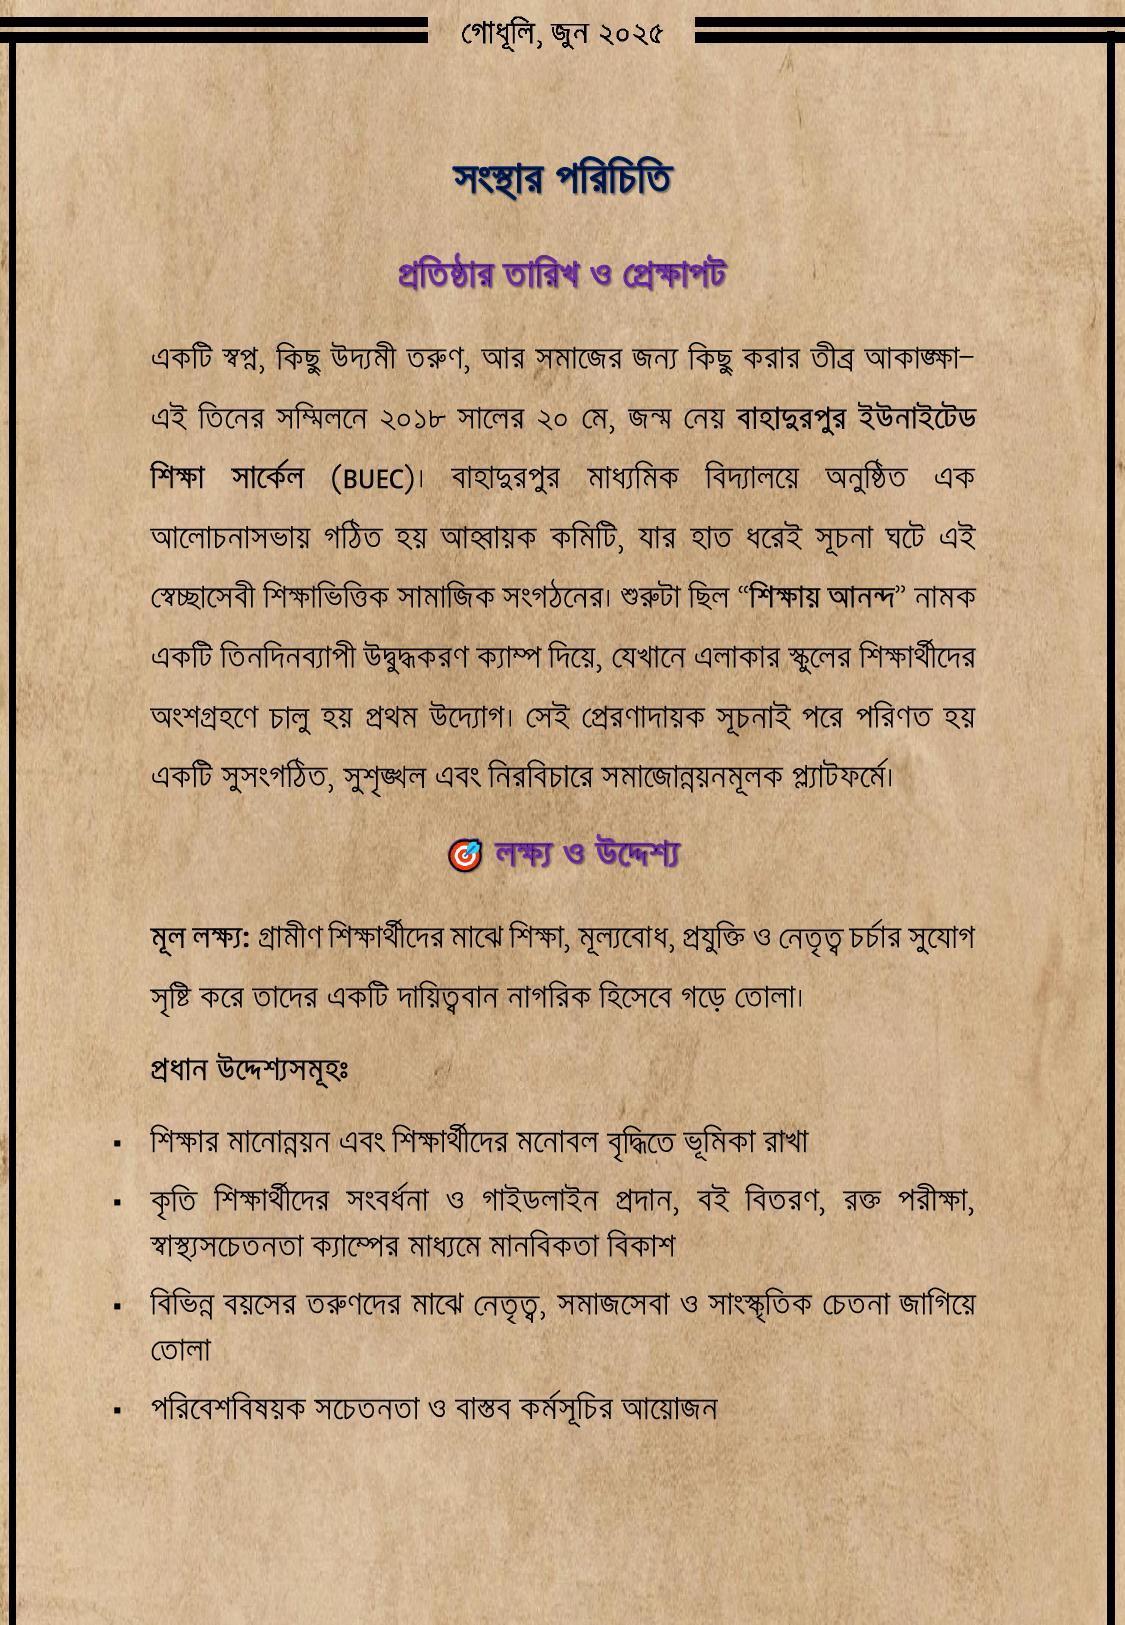 গোধূলি, জুন ২০২৫
সংস্থার পরিচিতি
প্রতিষ্ঠার তারিখ ও প্রেক্ষাপট
একটি স্বপ্ন, কিছু উদ্যমী তরুণ, আর সমাজের জন্য কিছু করার তীব্র আকাঙ্ক্ষা–
এই তিনের সম্মিলনে ২০১৮ সালের ২০ মে, জন্ম নেয় বাহাদুরপুর ইউনাইটেড
শিক্ষা সার্কেল (BUEC)। বাহাদুরপুর মাধ্যমিক বিদ্যালয়ে অনুষ্ঠিত এক
আলোচনাসভায় গঠিত হয় আহ্বায়ক কমিটি, যার হাত ধরেই সূচনা ঘটে এই
স্বেচ্ছাসেবী শিক্ষাভিত্তিক সামাজিক সংগঠনের। শুরুটা ছিল “শিক্ষায় আনন্দ” নামক
একটি তিনদিনব্যাপী উদ্বুদ্ধকরণ ক্যাম্প দিয়ে, যেখানে এলাকার স্কুলের শিক্ষার্থীদের
অংশগ্রহণে চালু হয় প্রথম উদ্যোগ। সেই প্রেরণাদায়ক সূচনাই পরে পরিণত হয়
একটি সুসংগঠিত, সুশৃঙ্খল এবং নিরবিচারে সমাজোন্নয়নমূলক প্ল্যাটফর্মে।
🎯 লক্ষ্য ও উদ্দেশ্য
মূল লক্ষ্য: গ্রামীণ শিক্ষার্থীদের মাঝে শিক্ষা, মূল্যবোধ, প্রযুক্তি ও নেতৃত্ব চর্চার সুযোগ
সৃষ্টি করে তাদের একটি দায়িত্ববান নাগরিক হিসেবে গড়ে তোলা।
প্রধান উদ্দেশ্যসমূহঃ
▪ শিক্ষার মানোন্নয়ন এবং শিক্ষার্থীদের মনোবল বৃদ্ধিতে ভূমিকা রাখা
▪ কৃতি শিক্ষার্থীদের সংবর্ধনা ও গাইডলাইন প্রদান, বই বিতরণ, রক্ত পরীক্ষা,
স্বাস্থ্যসচেতনতা ক্যাম্পের মাধ্যমে মানবিকতা বিকাশ
▪ বিভিন্ন বয়সের তরুণদের মাঝে নেতৃত্ব, সমাজসেবা ও সাংস্কৃতিক চেতনা জাগিয়ে
তোলা
▪ পরিবেশবিষয়ক সচেতনতা ও বাস্তব কর্মসূচির আয়োজন